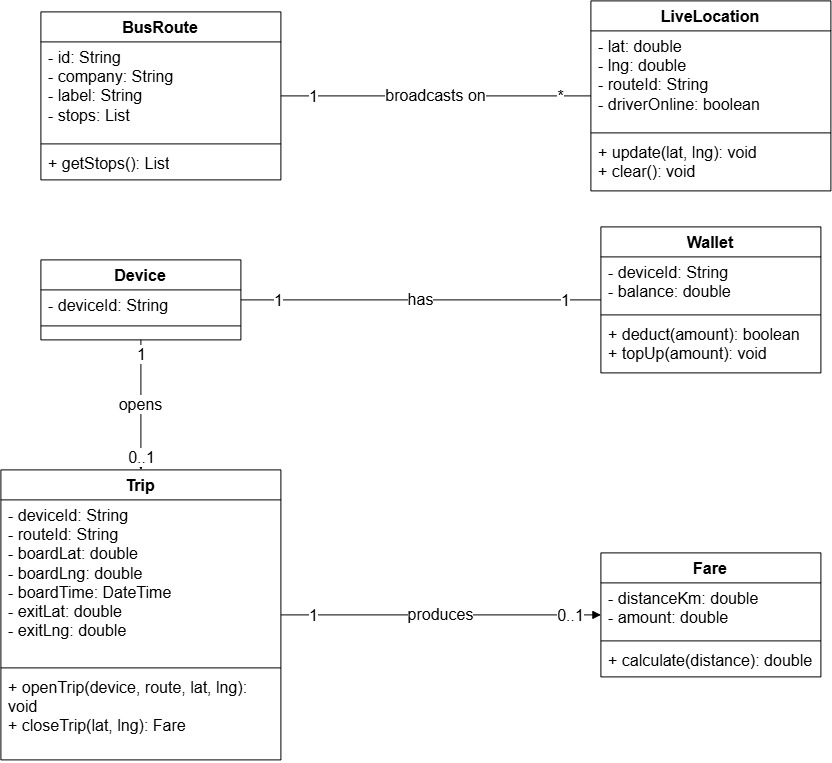 BusRoute
- id: String
- company: String
- label: String
- stops: List
+ getStops(): List
1
broadcasts on
*
LiveLocation
- lat: double
- lng: double
- routeId: String
- driverOnline: boolean
+ update(lat, lng): void
+ clear(): void
Device
- deviceId: String
1
has
1
Wallet
- deviceId: String
- balance: double
+ deduct(amount): boolean
+ topUp(amount): void
1
opens
0..1
Trip
- deviceId: String
- routeId: String
- boardLat: double
- boardLng: double
- boardTime: DateTime
- exitLat: double
- exitLng: double
+ openTrip(device, route, lat, lng):
void
+ closeTrip(lat, lng): Fare
1
produces
0..1
Fare
- distanceKm: double
- amount: double
+ calculate(distance): double